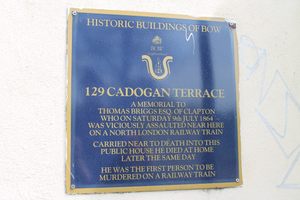 HISTORIC BUILDINGS OF BOW
129 CADOGAN TERRACE
A MEMORIAL TO
THOMAS BRIGGS ESQ. OF CLAPTON
WHO ON SATURDAY 9th JULY 1864
WAS VICIOUSLY ASSAULTED NEAR HERE
ON A NORTH LONDON RAILWAY TRAIN
CARRIED NEAR TO DEATH INTO THIS
PUBLIC HOUSE HE DIED AT HOME
LATER THE SAME DAY
HE WAS THE FIRST PERSON TO BE
MURDERED ON A RAILWAY TRAIN